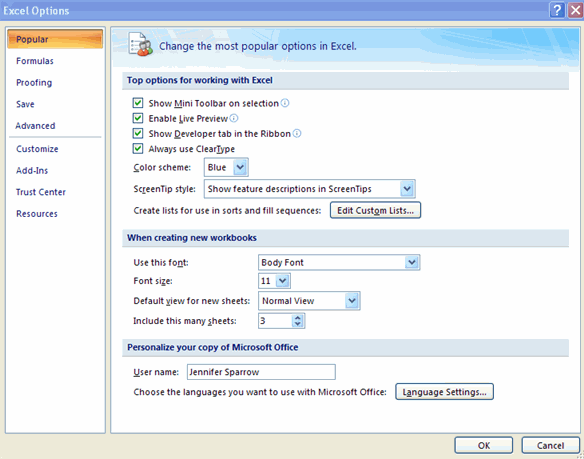 Excel Options
Popular
Formulas
Proofing
Save
Advanced
Customize
Add-Ins
Trust Center
Resources
Change the most popular options in Excel.
Top options for working with Excel
Show Mini Toolbar on selection
Enable Live Preview
Show Developer tab in the Ribbon
Always use ClearType
Color scheme: Blue
ScreenTip style: Show feature descriptions in ScreenTips
Create lists for use in sorts and fill sequences: Edit Custom Lists...
When creating new workbooks
Use this font: Body Font
Font size: 11
Default view for new sheets: Normal View
Include this many sheets: 3
Personalize your copy of Microsoft Office
User name: Jennifer Sparrow
Choose the languages you want to use with Microsoft Office: Language Settings...
OK Cancel